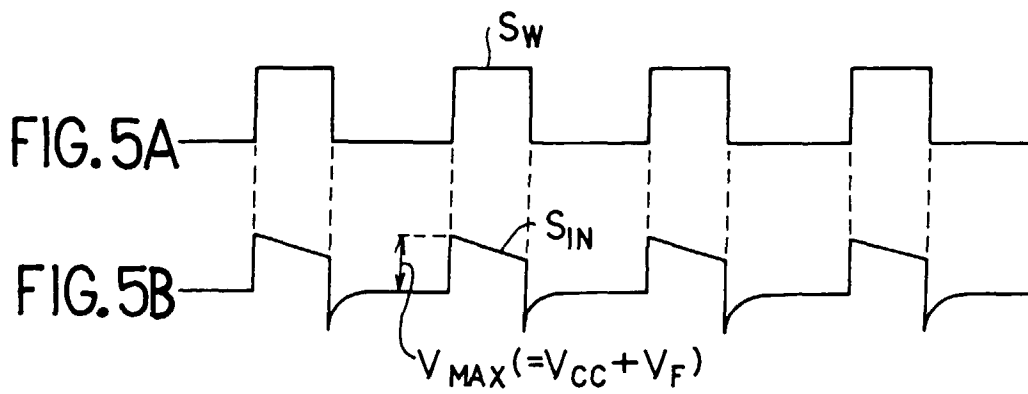 S_W
FIG. 5A
S_IN
FIG. 5B
V_MAX (=V_CC + V_F)